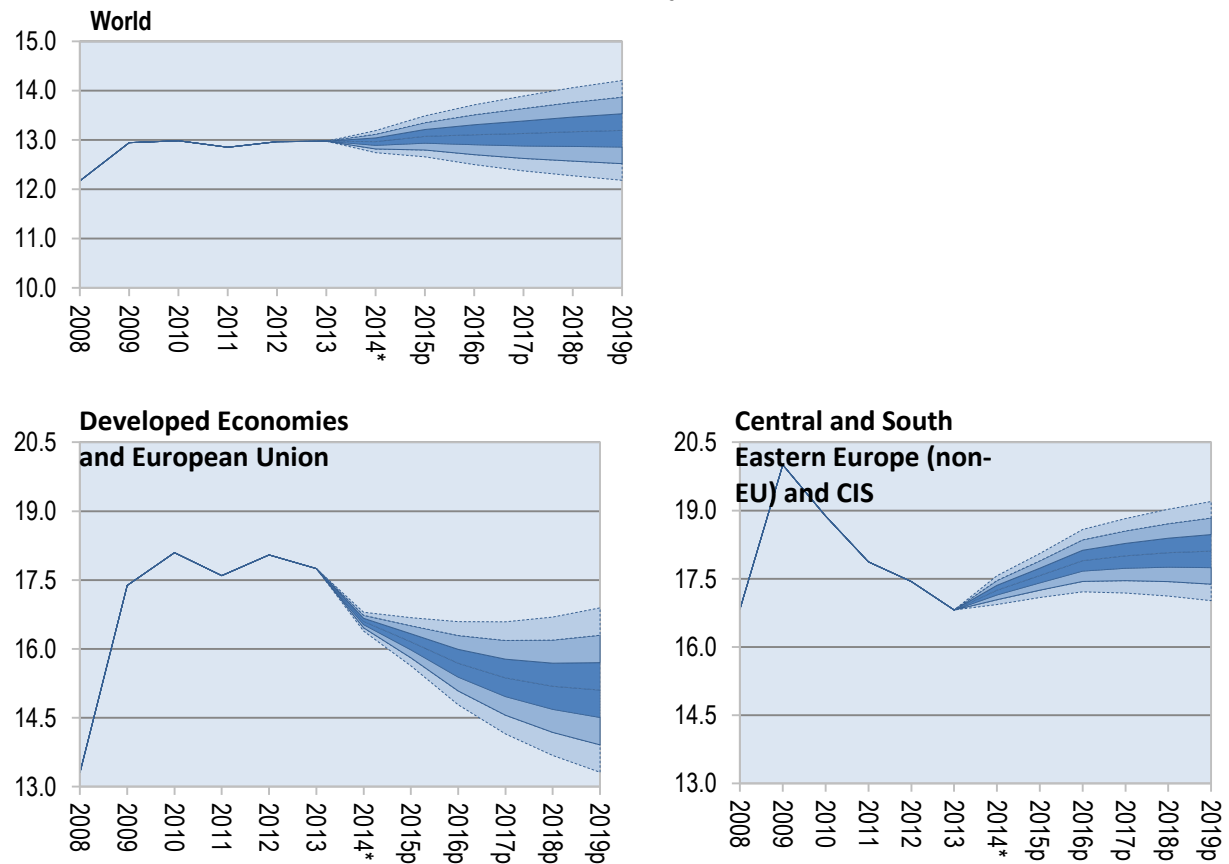 World
15.0
14.0
13.0
12.0
11.0
10.0
2008
2009
2010
2011
2012
2013
2014*
2015p
2016p
2017p
2018p
2019p
Developed Economies
and European Union
20.5
19.0
17.5
16.0
14.5
13.0
2008
2009
2010
2011
2012
2013
2014*
2015p
2016p
2017p
2018p
2019p
Central and South
Eastern Europe (non-
EU) and CIS
20.5
19.0
17.5
16.0
14.5
13.0
2008
2009
2010
2011
2012
2013
2014*
2015p
2016p
2017p
2018p
2019p